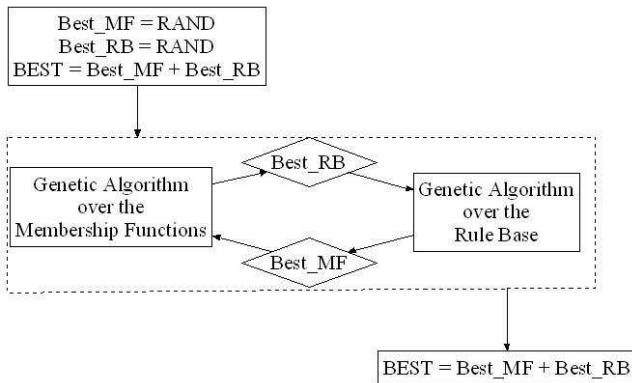 Best_MF = RAND
Best_RB = RAND
BEST = Best_MF + Best_RB
Best_RB
Genetic Algorithm
over the
Membership Functions
Genetic Algorithm
over the
Rule Base
Best_MF
BEST = Best_MF + Best_RB